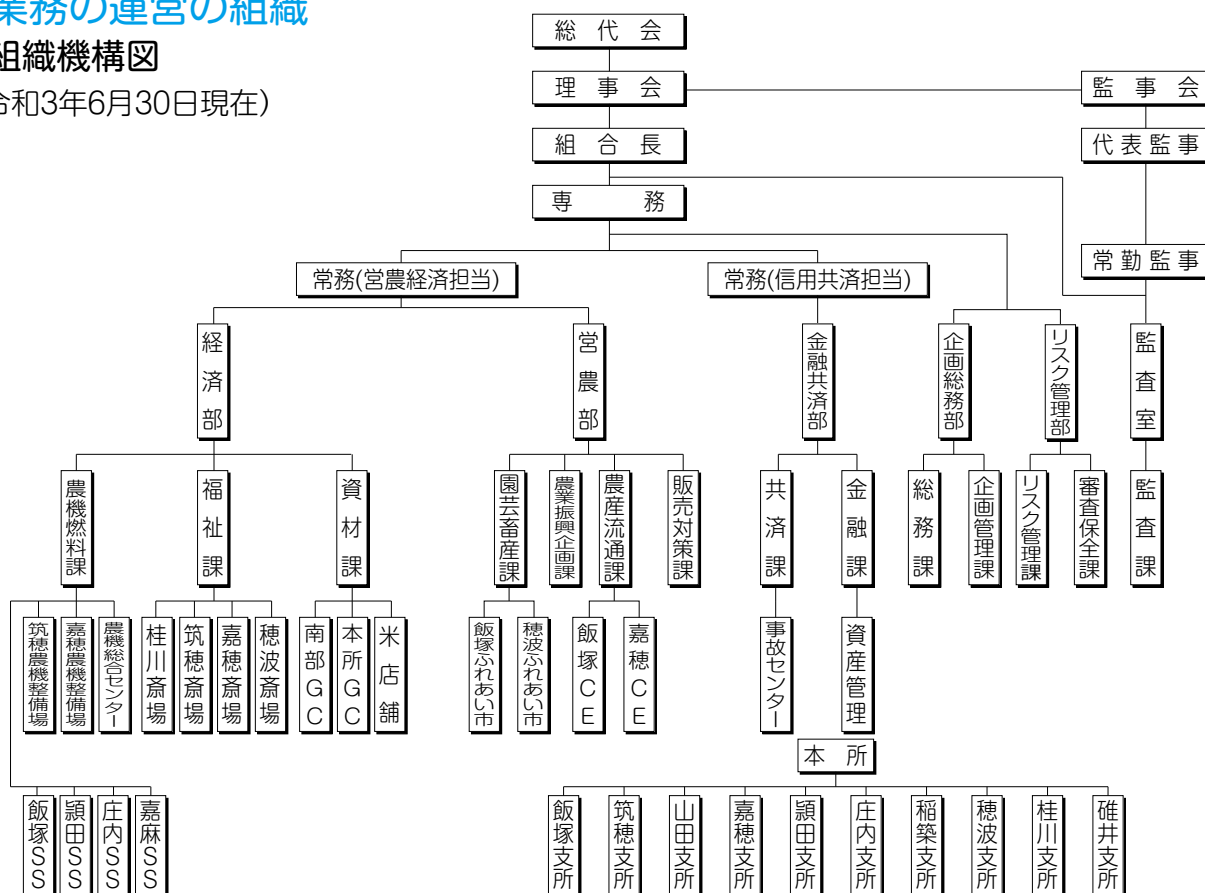 業務の運営の組織
組織機構図
令和3年6月30日現在）
総代会
理事会
監事会
組合長
代表監事
専務
常勤監事
常務(営農経済担当)
常務(信用共済担当)
経済部
営農部
金融共済部
企画総務部
リスク管理部
監査室
農機燃料課
福祉課
資材課
園芸畜産課
農業振興企画課
農産流通課
販売対策課
共済課
金融課
総務課
企画管理課
リスク管理課
審査保全課
監査課
筑穂農機整備場
嘉穂農機整備場
農機総合センター
桂川斎場
筑穂斎場
嘉穂斎場
穂波斎場
南部GC
本所GC
米店舗
飯塚ふれあい市
穂波ふれあい市
飯塚CE
嘉穂CE
事故センター
資産管理
本所
飯塚SS
頴田SS
庄内SS
嘉麻SS
飯塚支所
筑穂支所
山田支所
嘉穂支所
頴田支所
庄内支所
稲築支所
穂波支所
桂川支所
碓井支所